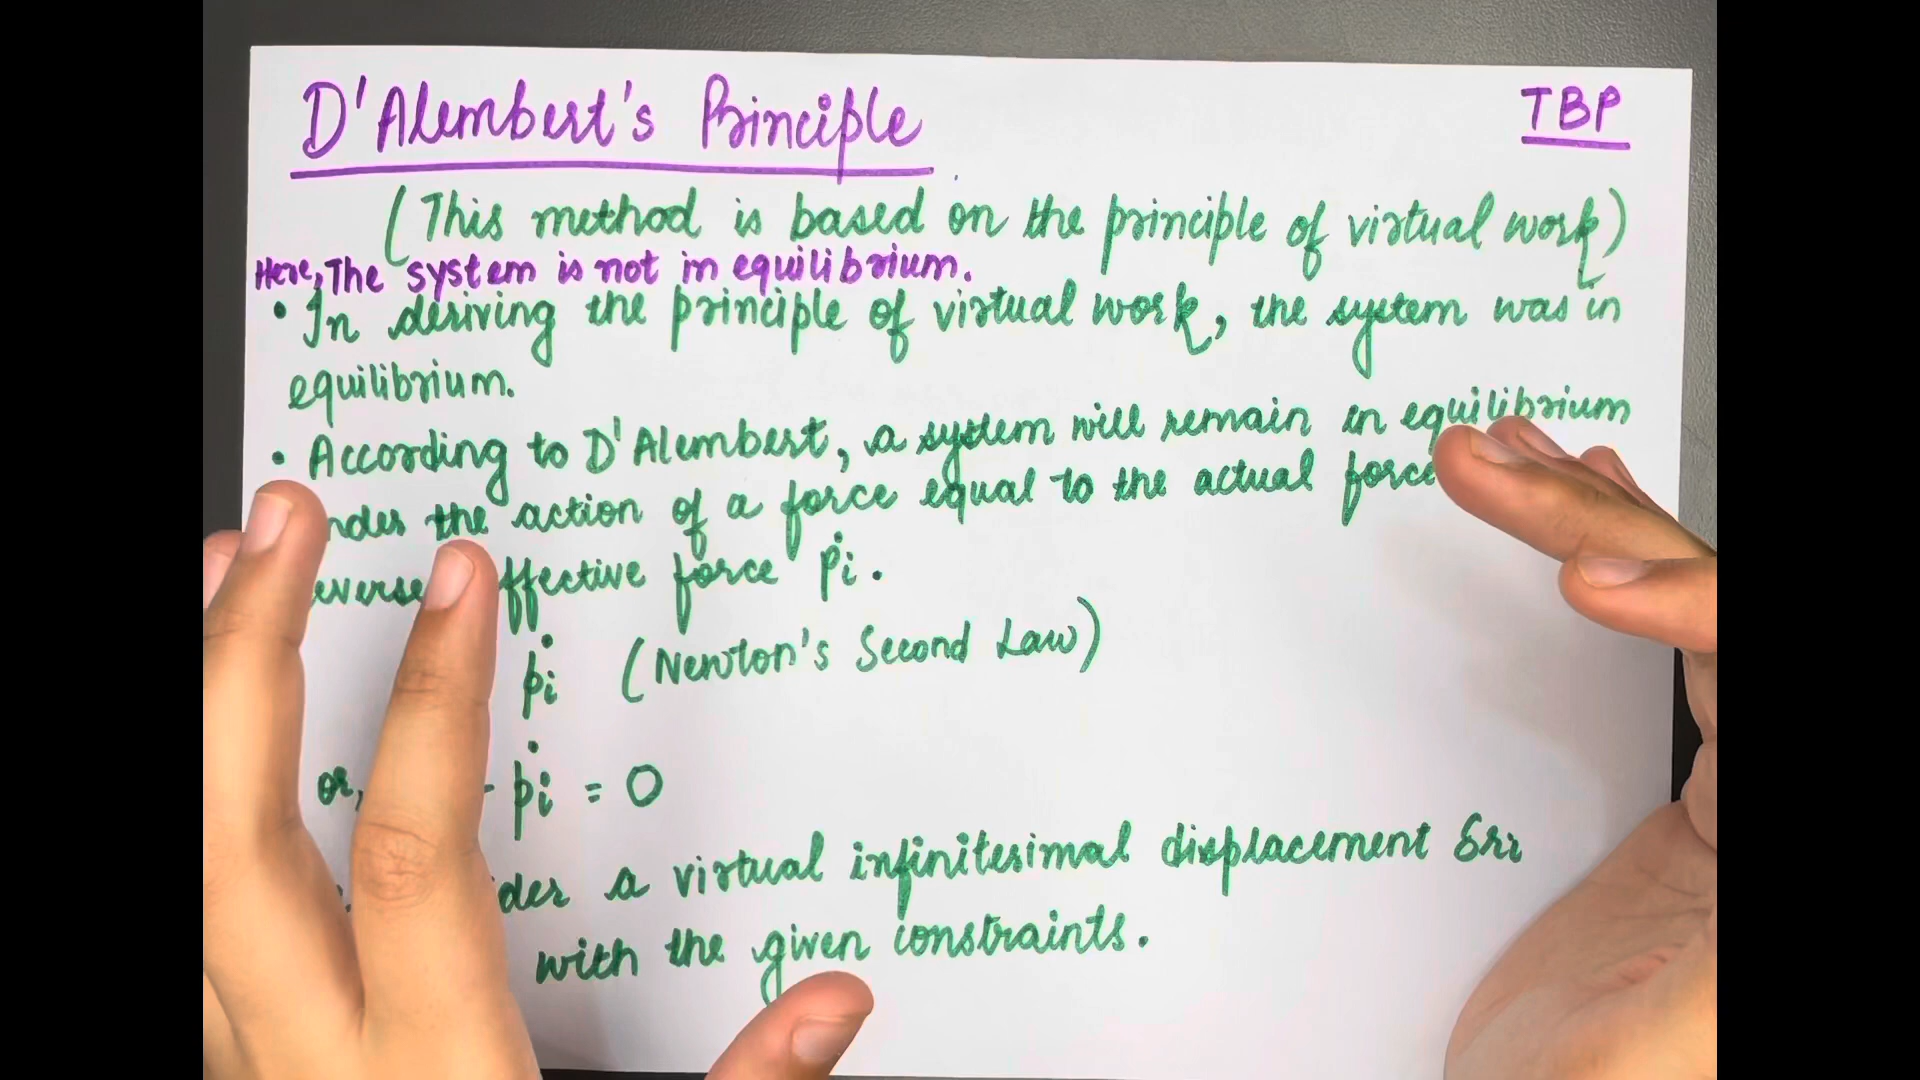 D'Alembert's Principle TBP
(This method is based on the principle of virtual work)
Here, The system is not in equilibrium.
• In deriving the principle of virtual work, the system was in
equilibrium.
• According to D'Alembert, a system will remain in equilibrium
the action of a force equal to the actual force
effective force ṗi.
ṗi (Newton's Second Law)
or, - ṗi = 0
a virtual infinitesimal displacement δri
with the given constraints.